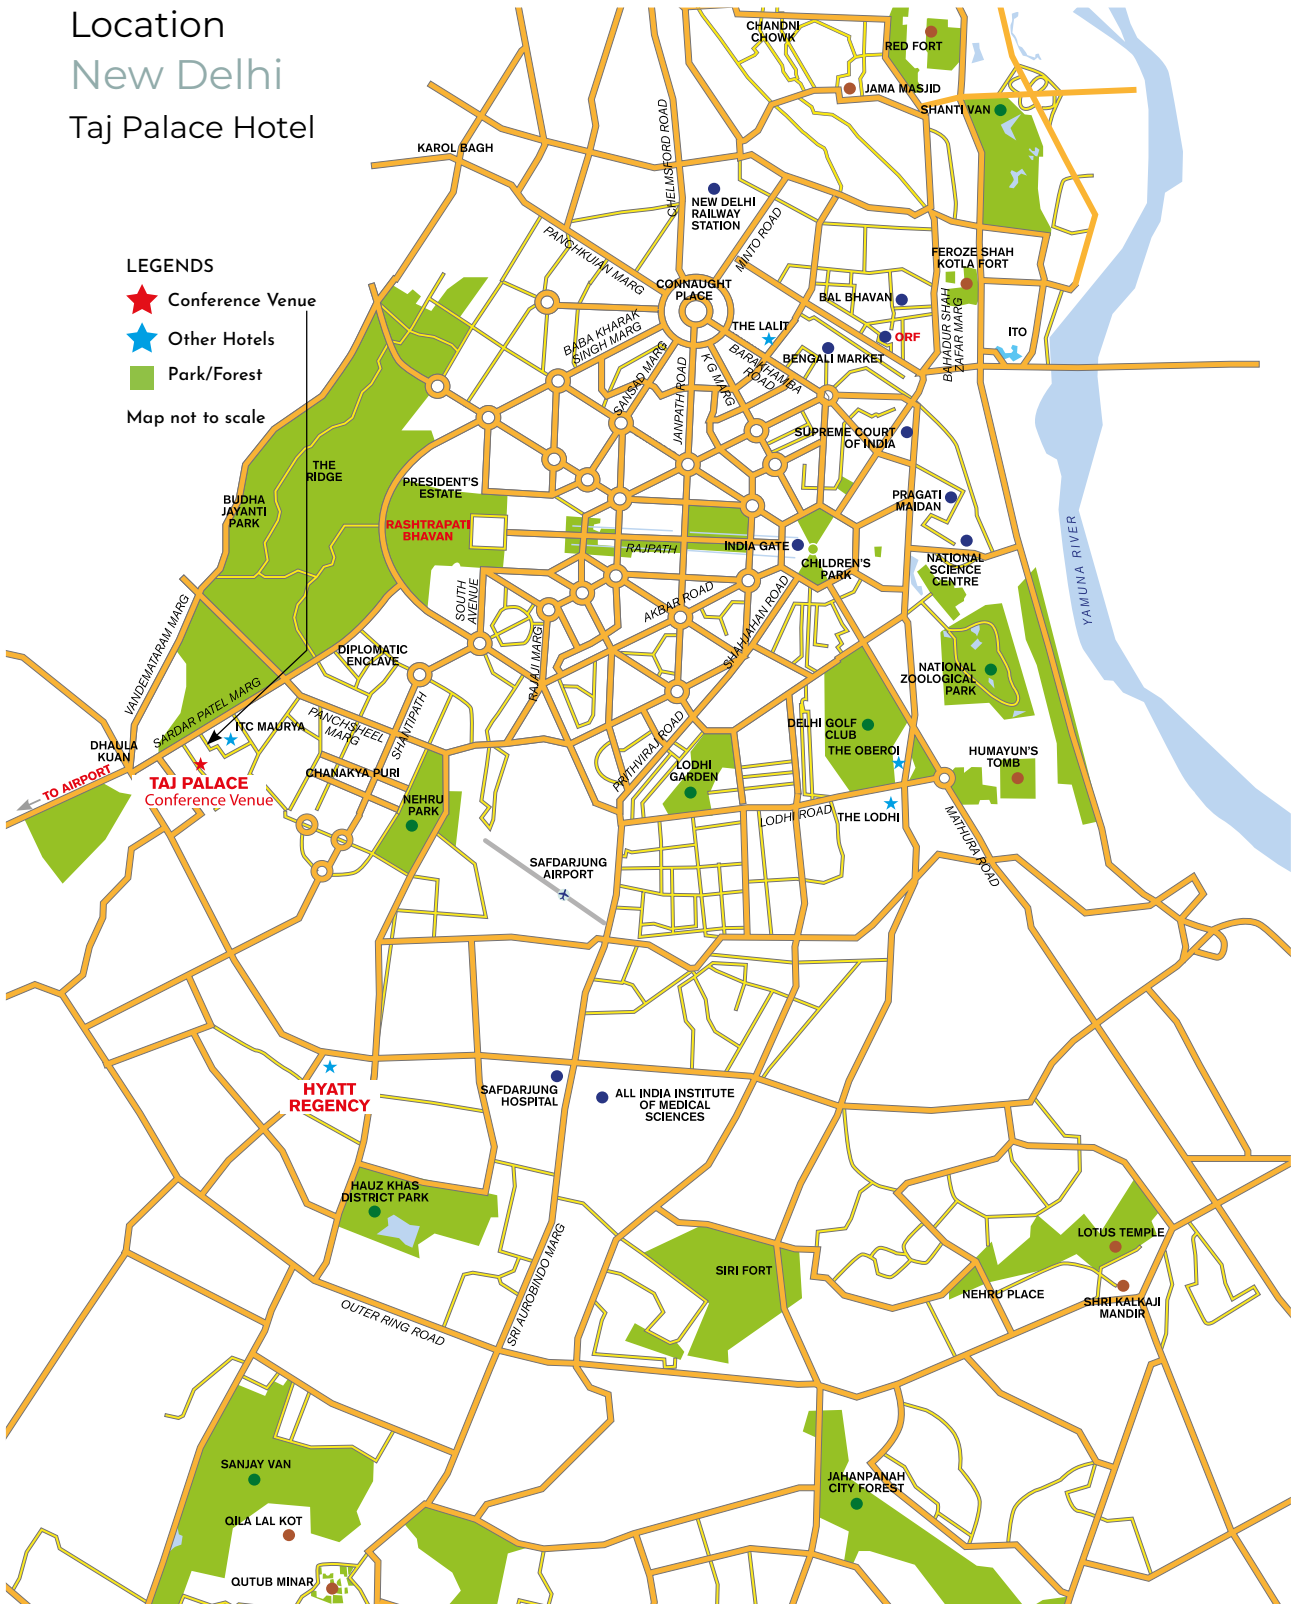 Location
New Delhi
Taj Palace Hotel
LEGENDS
Conference Venue
Other Hotels
Park/Forest
Map not to scale
CHANDNI
CHOWK
RED FORT
JAMA MASJID
SHANTI VAN
KAROL BAGH
CHELMSFORD ROAD
NEW DELHI
RAILWAY
STATION
MINTO ROAD
PANCHKUIAN MARG
FEROZE SHAH
KOTLA FORT
CONNAUGHT
PLACE
BAL BHAVAN
BAHADUR SHAH
ZAFAR MARG
THE LALIT
ORF
ITO
BABA KHARAK
SINGH MARG
SANSAD MARG
JANPATH ROAD
K G MARG
BARAKHAMBA
ROAD
BENGALI MARKET
SUPREME COURT
OF INDIA
THE
RIDGE
BUDHA
JAYANTI
PARK
PRESIDENT'S
ESTATE
RASHTRAPATI
BHAVAN
PRAGATI
MAIDAN
RAJPATH
INDIA GATE
CHILDREN'S
PARK
NATIONAL
SCIENCE
CENTRE
YAMUNA RIVER
SOUTH
AVENUE
AKBAR ROAD
SHAHJAHAN ROAD
VANDEMATARAM MARG
DIPLOMATIC
ENCLAVE
RAJAJI MARG
NATIONAL
ZOOLOGICAL
PARK
SARDAR PATEL MARG
ITC MAURYA
PANCHSHEEL
MARG
SHANTIPATH
PRITHVIRAJ ROAD
DELHI GOLF
CLUB
THE OBEROI
HUMAYUN'S
TOMB
DHAULA
KUAN
TO AIRPORT
TAJ PALACE
Conference Venue
CHANAKYA PURI
NEHRU
PARK
LODHI
GARDEN
LODHI ROAD
THE LODHI
MATHURA ROAD
SAFDARJUNG
AIRPORT
HYATT
REGENCY
SAFDARJUNG
HOSPITAL
ALL INDIA INSTITUTE
OF MEDICAL
SCIENCES
HAUZ KHAS
DISTRICT PARK
SRI AUROBINDO MARG
OUTER RING ROAD
SIRI FORT
LOTUS TEMPLE
NEHRU PLACE
SHRI KALKAJI
MANDIR
SANJAY VAN
QILA LAL KOT
QUTUB MINAR
JAHANPANAH
CITY FOREST